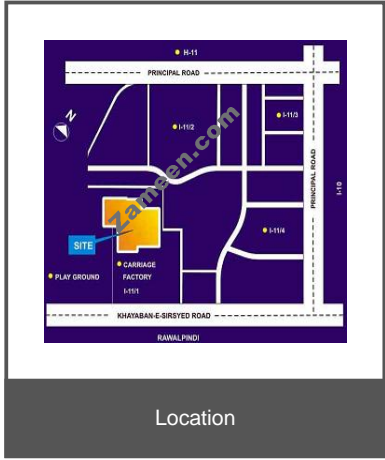 H-11
PRINCIPAL ROAD
N
I-11/2
I-11/3
PRINCIPAL ROAD
I-10
Zameen.com
SITE
I-11/4
CARRIAGE
FACTORY
PLAY GROUND
I-11/1
KHAYABAN-E-SIRSYED ROAD
RAWALPINDI
Location